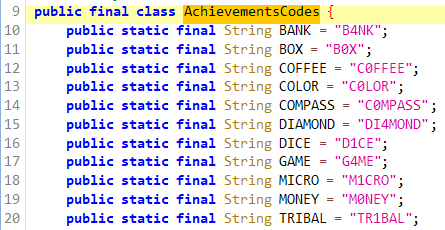 9 public final class AchievementsCodes {
10 public static final String BANK = "B4NK";
11 public static final String BOX = "B0X";
12 public static final String COFFEE = "C0FFEE";
13 public static final String COLOR = "C0LOR";
14 public static final String COMPASS = "C0MPASS";
15 public static final String DIAMOND = "DI4MOND";
16 public static final String DICE = "D1CE";
17 public static final String GAME = "G4ME";
18 public static final String MICRO = "M1CRO";
19 public static final String MONEY = "M0NEY";
20 public static final String TRIBAL = "TR1BAL";